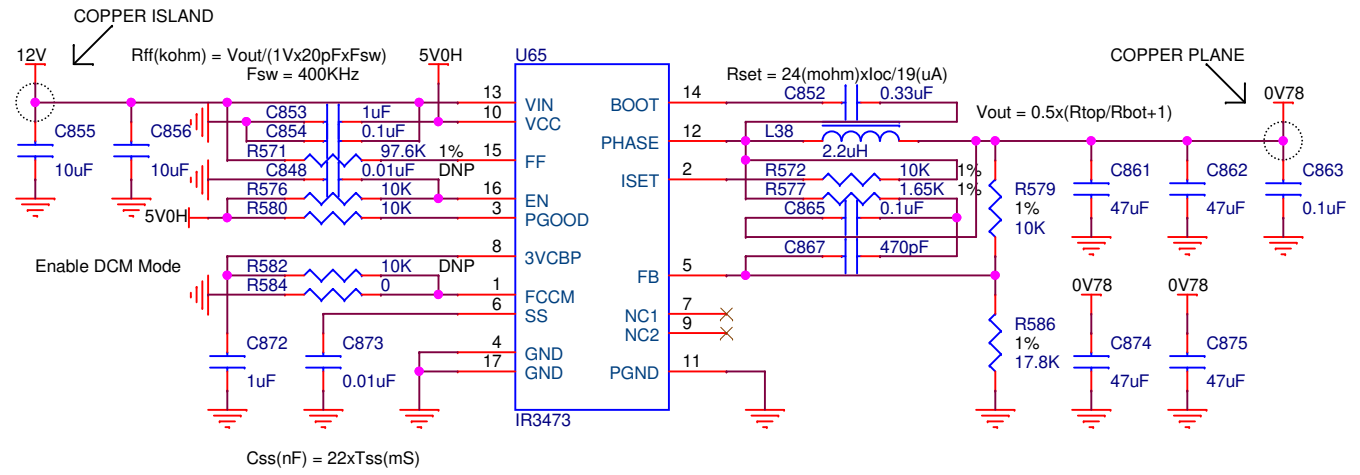 COPPER ISLAND
12V
Rff(kohm) = Vout/(1Vx20pFxFsw)
Fsw = 400KHz
5V0H
U65
Rset = 24(mohm)xIoc/19(uA)
COPPER PLANE
C855
10uF
C856
10uF
C853
1uF
C854
0.1uF
R571
97.6K
1%
C848
0.01uF
DNP
R576
10K
5V0H
R580
10K
Enable DCM Mode
R582
10K
DNP
R584
0
C872
1uF
C873
0.01uF
13
VIN
10
VCC
15
FF
16
EN
3
PGOOD
8
3VCBP
1
FCCM
6
SS
4
GND
17
GND
14
BOOT
12
PHASE
2
ISET
5
FB
7
NC1
9
NC2
11
PGND
IR3473
C852
0.33uF
L38
2.2uH
R572
10K
1%
R577
1.65K
1%
C865
0.1uF
C867
470pF
Vout = 0.5x(Rtop/Rbot+1)
0V78
R579
1%
10K
C861
47uF
C862
47uF
C863
0.1uF
R586
1%
17.8K
0V78
C874
47uF
0V78
C875
47uF
Css(nF) = 22xTss(mS)